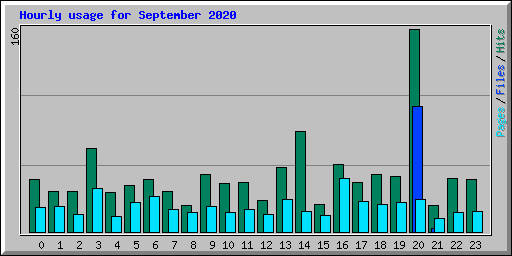 Hourly usage for September 2020
160
Pages/Files/Hits
0 1 2 3 4 5 6 7 8 9 10 11 12 13 14 15 16 17 18 19 20 21 22 23